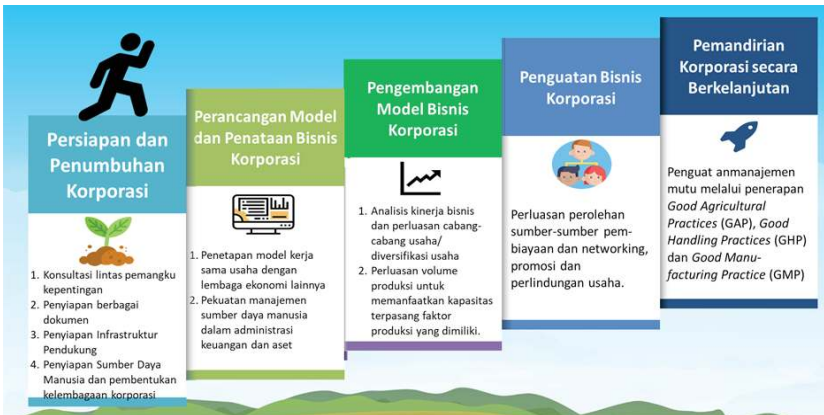 Persiapan dan
Penumbuhan
Korporasi
1. Konsultasi lintas pemangku
kepentingan
2. Penyiapan berbagai
dokumen
3. Penyiapan Infrastruktur
Pendukung
4. Penyiapan Sumber Daya
Manusia dan pembentukan
kelembagaan korporasi
Perancangan Model
dan Penataan Bisnis
Korporasi
1. Penetapan model kerja
sama usaha dengan
lembaga ekonomi lainnya
2. Pekuatan manajemen
sumber daya manusia
dalam administrasi
keuangan dan aset
Pengembangan
Model Bisnis
Korporasi
1. Analisis kinerja bisnis
dan perluasan cabang-
cabang usaha/
diversifikasi usaha
2. Perluasan volume
produksi untuk
memanfaatkan kapasitas
terpasang faktor
produksi yang dimiliki.
Penguatan Bisnis
Korporasi
Perluasan perolehan
sumber-sumber pem-
biayaan dan networking,
promosi dan
perlindungan usaha.
Pemandirian
Korporasi secara
Berkelanjutan
Penguat anmanajemen
mutu melalui penerapan
Good Agricultural
Practices (GAP), Good
Handling Practices (GHP)
dan Good Manu-
facturing Practice (GMP)